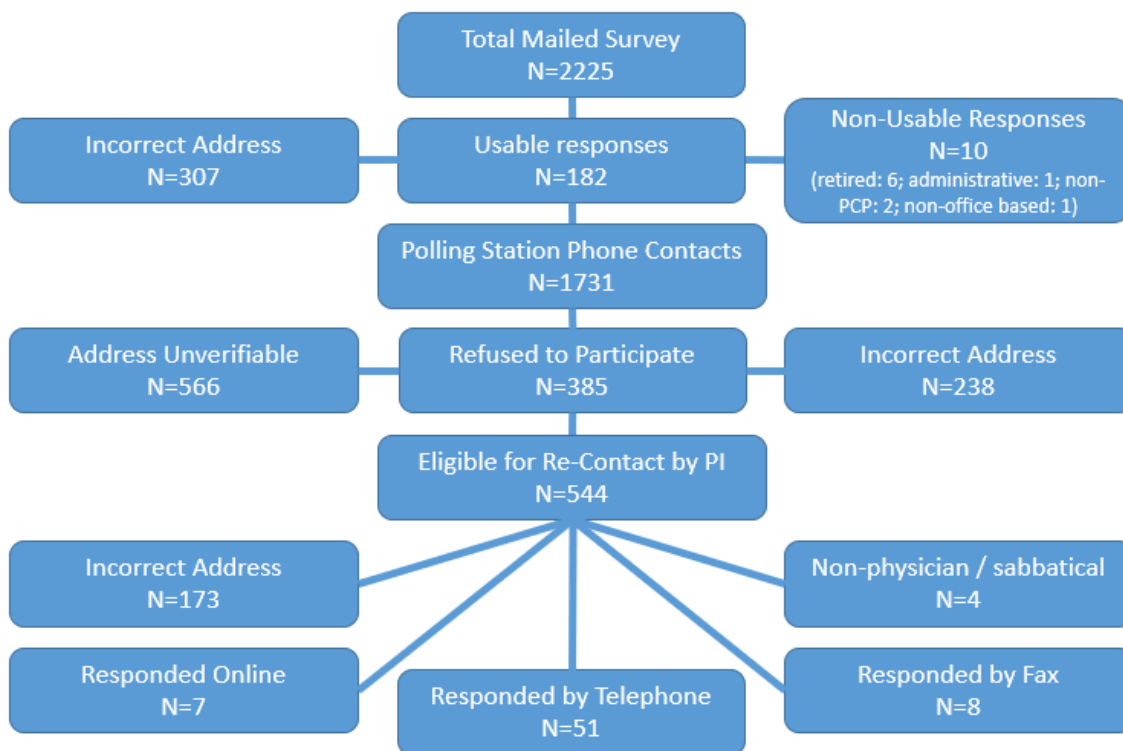 Total Mailed Survey
N=2225
Incorrect Address
N=307
Usable responses
N=182
Non-Usable Responses
N=10
(retired: 6; administrative: 1; non-
PCP: 2; non-office based: 1)
Polling Station Phone Contacts
N=1731
Address Unverifiable
N=566
Refused to Participate
N=385
Incorrect Address
N=238
Eligible for Re-Contact by PI
N=544
Incorrect Address
N=173
Non-physician / sabbatical
N=4
Responded Online
N=7
Responded by Telephone
N=51
Responded by Fax
N=8